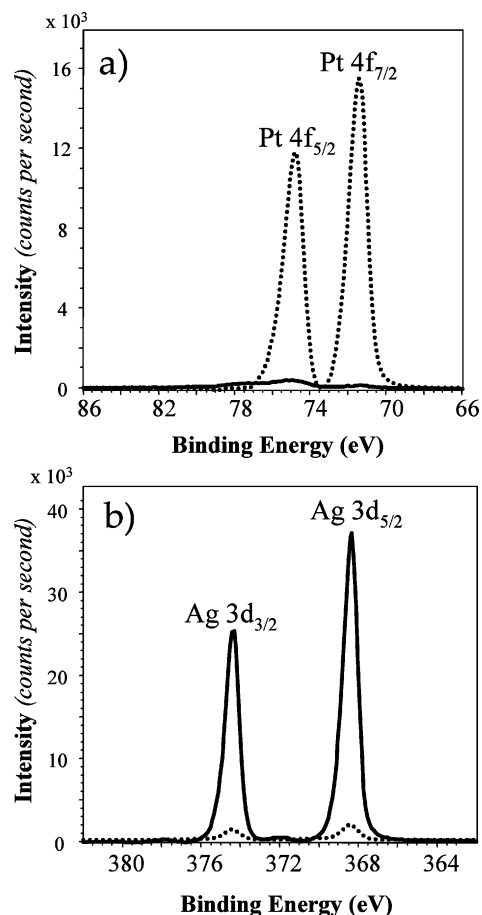 x 10³
a)
Pt 4f₇/₂
Pt 4f₅/₂
16
12
8
4
0
Intensity (counts per second)
86 82 78 74 70 66
Binding Energy (eV)
x 10³
b)
Ag 3d₅/₂
Ag 3d₃/₂
40
30
20
10
0
Intensity (counts per second)
380 376 372 368 364
Binding Energy (eV)